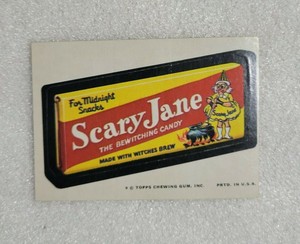 For Midnight
Snacks
Scary Jane
THE BEWITCHING CANDY
MADE WITH WITCHES BREW
© TOPPS CHEWING GUM, INC.
PRTD. IN U.S.A.